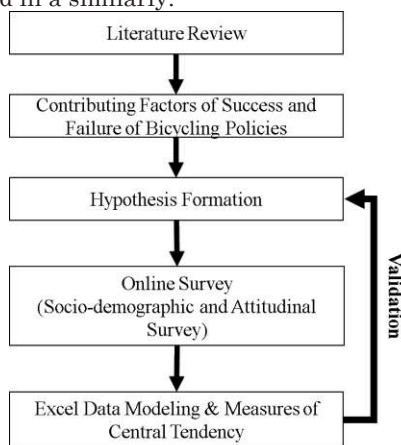 d in a similarly.
Literature Review
Contributing Factors of Success and
Failure of Bicycling Policies
Hypothesis Formation
Online Survey
(Socio-demographic and Attitudinal
Survey)
Excel Data Modeling & Measures of
Central Tendency
Validation